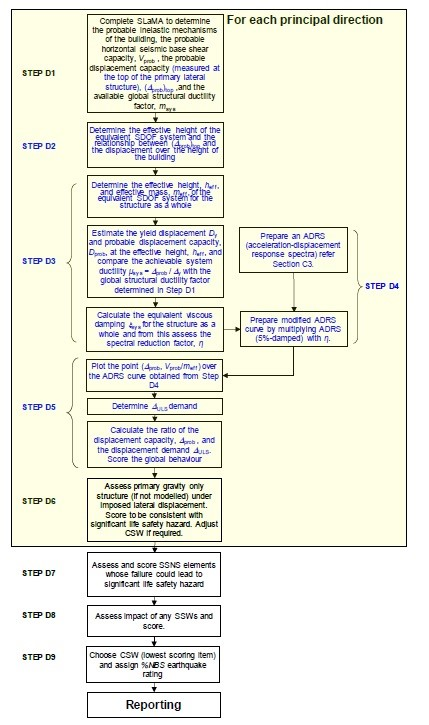 For each principal direction
STEP D1
Complete SLaMA to determine
the probable inelastic mechanisms
of the building, the probable
horizontal seismic base shear
capacity, Vprob , the probable
displacement capacity (measured at
the top of the primary lateral
structure), (Δprob)top ,and the
available global structural ductility
factor, msys
STEP D2
Determine the effective height of the
equivalent SDOF system and the
relationship between (Δprob)top and
the displacement over the height of
the building
STEP D3
Determine the effective height, heff,
and effective mass, meff, of the
equivalent SDOF system for the
structure as a whole
Estimate the yield displacement Dy
and probable displacement capacity,
Dprob, at the effective height, heff, and
compare the achievable system
ductility μsys = Δprob / Δy with the
global structural ductility factor
determined in Step D1
Calculate the equivalent viscous
damping ξsys for the structure as a
whole and from this assess the
spectral reduction factor, η
STEP D4
Prepare an ADRS
(acceleration-displacement
response spectra) refer
Section C3.
Prepare modified ADRS
curve by multiplying ADRS
(5%-damped) with η.
STEP D5
Plot the point (Δprob, Vprob/meff) over
the ADRS curve obtained from Step
D4
Determine ΔULS demand
Calculate the ratio of the
displacement capacity, Δprob , and
the displacement demand ΔULS.
Score the global behaviour
STEP D6
Assess primary gravity only
structure (if not modelled) under
imposed lateral displacement.
Score to be consistent with
significant life safety hazard. Adjust
CSW if required.
STEP D7
Assess and score SSNS elements
whose failure could lead to
significant life safety hazard
STEP D8
Assess impact of any SSWs and
score.
STEP D9
Choose CSW (lowest scoring item)
and assign %NBS earthquake
rating
Reporting